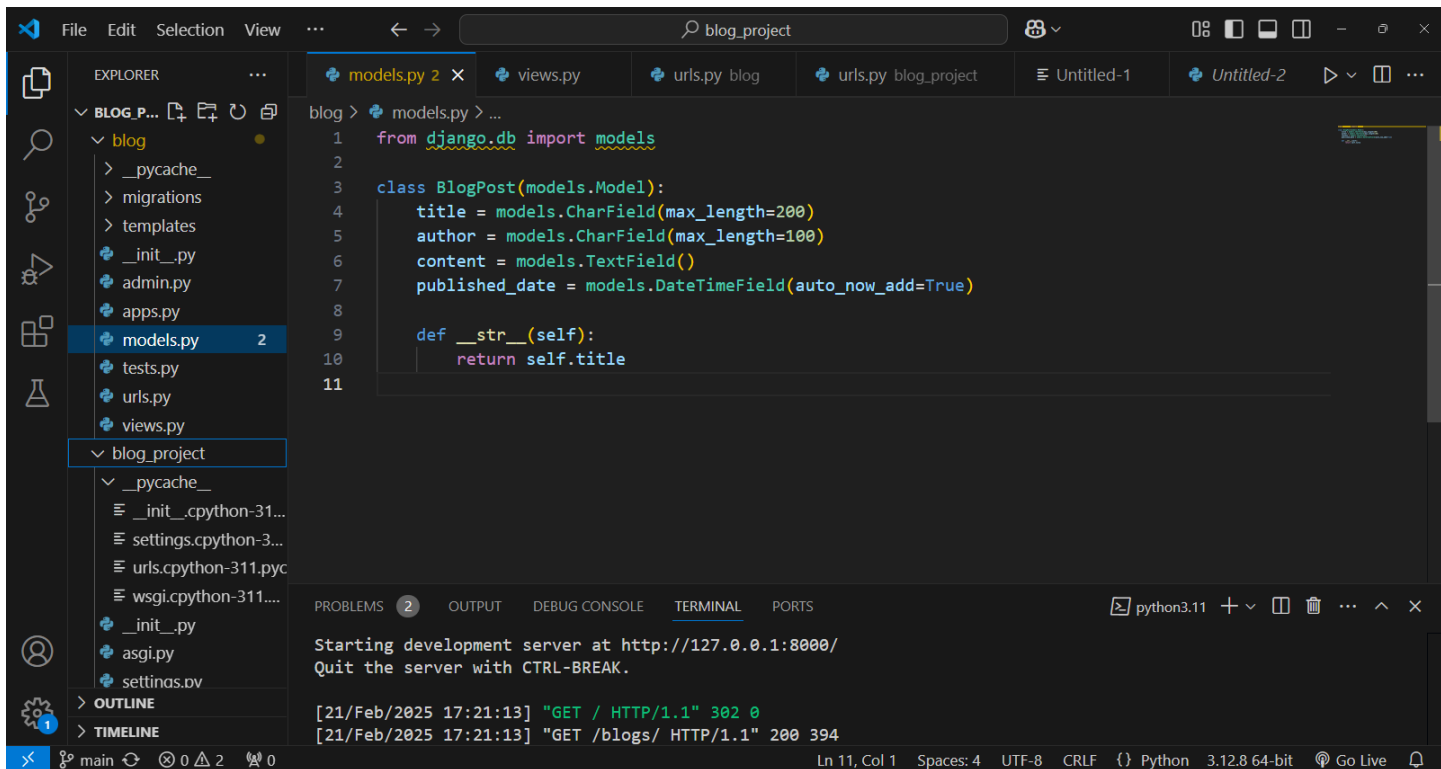 File Edit Selection View ··· blog_project
EXPLORER ···
BLOG_P...
blog
__pycache__
migrations
templates
__init__.py
admin.py
apps.py
models.py 2
tests.py
urls.py
views.py
blog_project
__pycache__
__init__.cpython-31...
settings.cpython-3...
urls.cpython-311.pyc
wsgi.cpython-311....
__init__.py
asgi.py
settings.py
OUTLINE
TIMELINE
models.py 2 views.py urls.py blog urls.py blog_project Untitled-1 Untitled-2 ···
blog > models.py > ...
1 from django.db import models
2
3 class BlogPost(models.Model):
4 title = models.CharField(max_length=200)
5 author = models.CharField(max_length=100)
6 content = models.TextField()
7 published_date = models.DateTimeField(auto_now_add=True)
8
9 def __str__(self):
10 return self.title
11
PROBLEMS 2 OUTPUT DEBUG CONSOLE TERMINAL PORTS python3.11 ···
Starting development server at http://127.0.0.1:8000/
Quit the server with CTRL-BREAK.
[21/Feb/2025 17:21:13] "GET / HTTP/1.1" 302 0
[21/Feb/2025 17:21:13] "GET /blogs/ HTTP/1.1" 200 394
1
main 0 2 0 Ln 11, Col 1 Spaces: 4 UTF-8 CRLF {} Python 3.12.8 64-bit Go Live